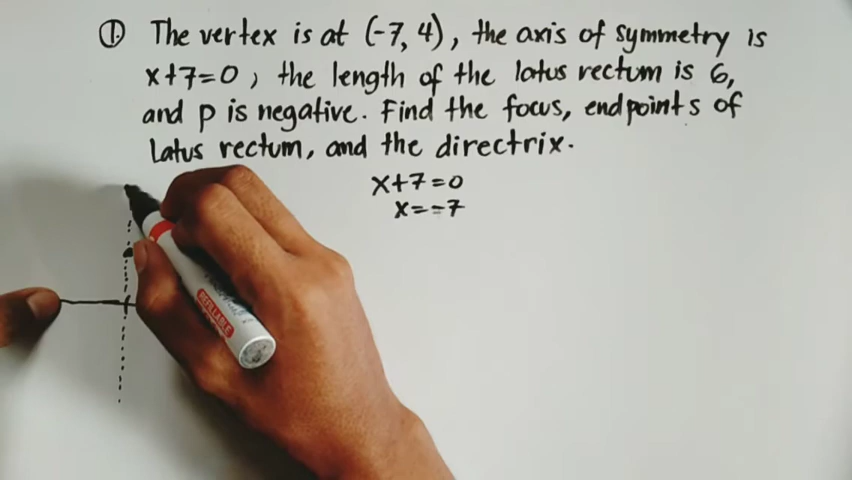 ① The vertex is at (-7, 4), the axis of symmetry is
x+7=0, the length of the latus rectum is 6,
and p is negative. Find the focus, endpoints of
Latus rectum, and the directrix.
x+7=0
x=-7
REFILLABLE